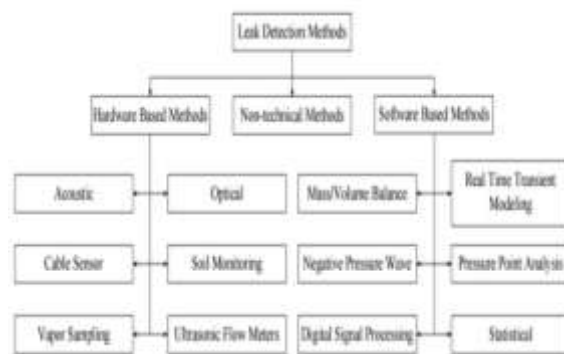 Leak Detection Methods
Hardware Based Methods
Non-technical Methods
Software Based Methods
Acoustic
Optical
Mass/Volume Balance
Real Time Transient
Modeling
Cable Sensor
Soil Monitoring
Negative Pressure Wave
Pressure Point Analysis
Vapor Sampling
Ultrasonic Flow Meters
Digital Signal Processing
Statistical